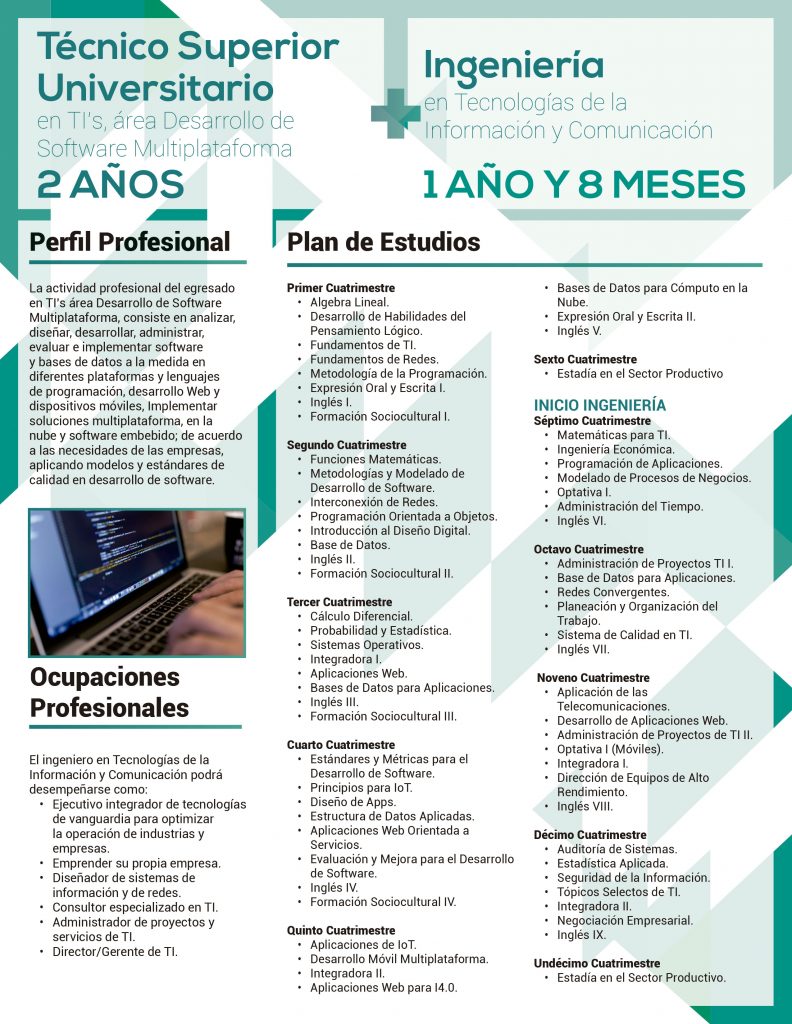 Técnico Superior
Universitario
en TI's, área Desarrollo de
Software Multiplataforma
2 AÑOS
Ingeniería
en Tecnologías de la
Información y Comunicación
1 AÑO Y 8 MESES
Perfil Profesional
La actividad profesional del egresado
en TI's área Desarrollo de Software
Multiplataforma, consiste en analizar,
diseñar, desarrollar, administrar,
evaluar e implementar software
y bases de datos a la medida en
diferentes plataformas y lenguajes
de programación, desarrollo Web y
dispositivos móviles, Implementar
soluciones multiplataforma, en la
nube y software embebido; de acuerdo
a las necesidades de las empresas,
aplicando modelos y estándares de
calidad en desarrollo de software.
Ocupaciones
Profesionales
El ingeniero en Tecnologías de la
Información y Comunicación podrá
desempeñarse como:
• Ejecutivo integrador de tecnologías
de vanguardia para optimizar
la operación de industrias y
empresas.
• Emprender su propia empresa.
• Diseñador de sistemas de
información y de redes.
• Consultor especializado en TI.
• Administrador de proyectos y
servicios de TI.
• Director/Gerente de TI.
Plan de Estudios
Primer Cuatrimestre
• Algebra Lineal.
• Desarrollo de Habilidades del
Pensamiento Lógico.
• Fundamentos de TI.
• Fundamentos de Redes.
• Metodología de la Programación.
• Expresión Oral y Escrita I.
• Inglés I.
• Formación Sociocultural I.
Segundo Cuatrimestre
• Funciones Matemáticas.
• Metodologías y Modelado de
Desarrollo de Software.
• Interconexión de Redes.
• Programación Orientada a Objetos.
• Introducción al Diseño Digital.
• Base de Datos.
• Inglés II.
• Formación Sociocultural II.
Tercer Cuatrimestre
• Cálculo Diferencial.
• Probabilidad y Estadística.
• Sistemas Operativos.
• Integradora I.
• Aplicaciones Web.
• Bases de Datos para Aplicaciones.
• Inglés III.
• Formación Sociocultural III.
Cuarto Cuatrimestre
• Estándares y Métricas para el
Desarrollo de Software.
• Principios para IoT.
• Diseño de Apps.
• Estructura de Datos Aplicadas.
• Aplicaciones Web Orientada a
Servicios.
• Evaluación y Mejora para el Desarrollo
de Software.
• Inglés IV.
• Formación Sociocultural IV.
Quinto Cuatrimestre
• Aplicaciones de IoT.
• Desarrollo Móvil Multiplataforma.
• Integradora II.
• Aplicaciones Web para I4.0.
• Bases de Datos para Cómputo en la
Nube.
• Expresión Oral y Escrita II.
• Inglés V.
Sexto Cuatrimestre
• Estadía en el Sector Productivo
INICIO INGENIERÍA
Séptimo Cuatrimestre
• Matemáticas para TI.
• Ingeniería Económica.
• Programación de Aplicaciones.
• Modelado de Procesos de Negocios.
• Optativa I.
• Administración del Tiempo.
• Inglés VI.
Octavo Cuatrimestre
• Administración de Proyectos TI I.
• Base de Datos para Aplicaciones.
• Redes Convergentes.
• Planeación y Organización del
Trabajo.
• Sistema de Calidad en TI.
• Inglés VII.
Noveno Cuatrimestre
• Aplicación de las
Telecomunicaciones.
• Desarrollo de Aplicaciones Web.
• Administración de Proyectos de TI II.
• Optativa I (Móviles).
• Integradora I.
• Dirección de Equipos de Alto
Rendimiento.
• Inglés VIII.
Décimo Cuatrimestre
• Auditoría de Sistemas.
• Estadística Aplicada.
• Seguridad de la Información.
• Tópicos Selectos de TI.
• Integradora II.
• Negociación Empresarial.
• Inglés IX.
Undécimo Cuatrimestre
• Estadía en el Sector Productivo.